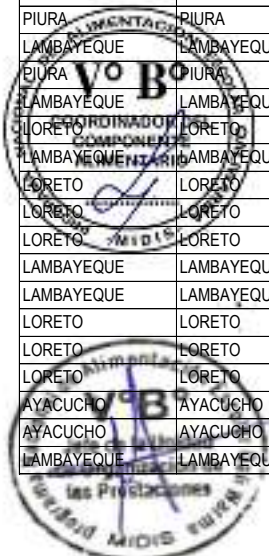 PIURA PIURA
LAMBAYEQUE LAMBAYEQU
PIURA PIURA
LAMBAYEQUE LAMBAYEQU
LORETO LORETO
LAMBAYEQUE LAMBAYEQU
LORETO LORETO
LORETO LORETO
LORETO LORETO
LAMBAYEQUE LAMBAYEQU
LAMBAYEQUE LAMBAYEQU
LORETO LORETO
LORETO LORETO
LORETO LORETO
AYACUCHO AYACUCHO
AYACUCHO AYACUCHO
LAMBAYEQUE LAMBAYEQU
V° B°
COORDINADOR DEL
COMPONENTE
ALIMENTARIO
MIDIS
V° B°
las Prestaciones
MIDIS